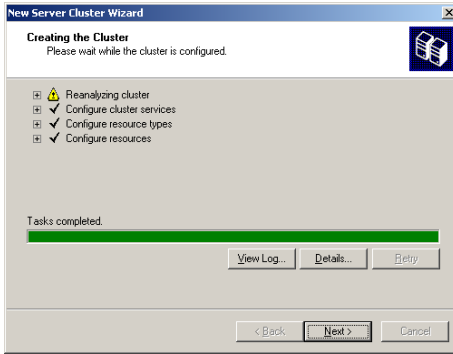 New Server Cluster Wizard
Creating the Cluster
Please wait while the cluster is configured.
Reanalyzing cluster
Configure cluster services
Configure resource types
Configure resources
Tasks completed.
View Log... Details... Retry
< Back Next > Cancel